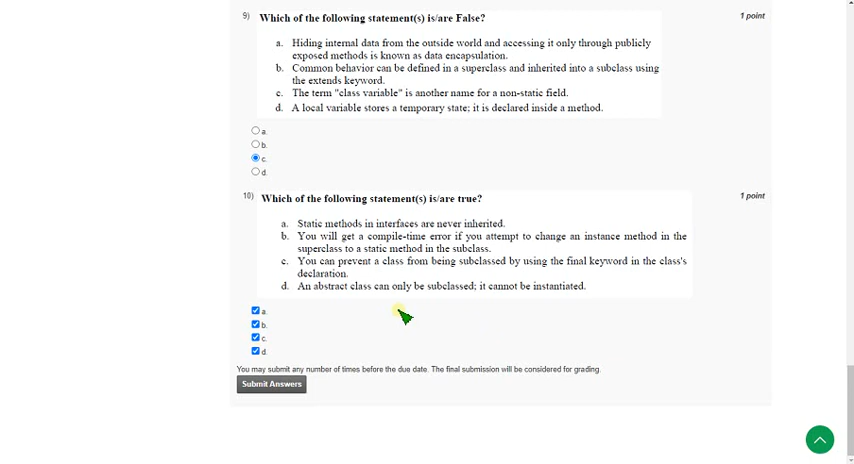 9) Which of the following statement(s) is/are False? 1 point
a. Hiding internal data from the outside world and accessing it only through publicly
exposed methods is known as data encapsulation.
b. Common behavior can be defined in a superclass and inherited into a subclass using
the extends keyword.
c. The term "class variable" is another name for a non-static field.
d. A local variable stores a temporary state; it is declared inside a method.
a.
b.
c.
d.
10) Which of the following statement(s) is/are true? 1 point
a. Static methods in interfaces are never inherited.
b. You will get a compile-time error if you attempt to change an instance method in the
superclass to a static method in the subclass.
c. You can prevent a class from being subclassed by using the final keyword in the class's
declaration.
d. An abstract class can only be subclassed; it cannot be instantiated.
a.
b.
c.
d.
You may submit any number of times before the due date. The final submission will be considered for grading.
Submit Answers